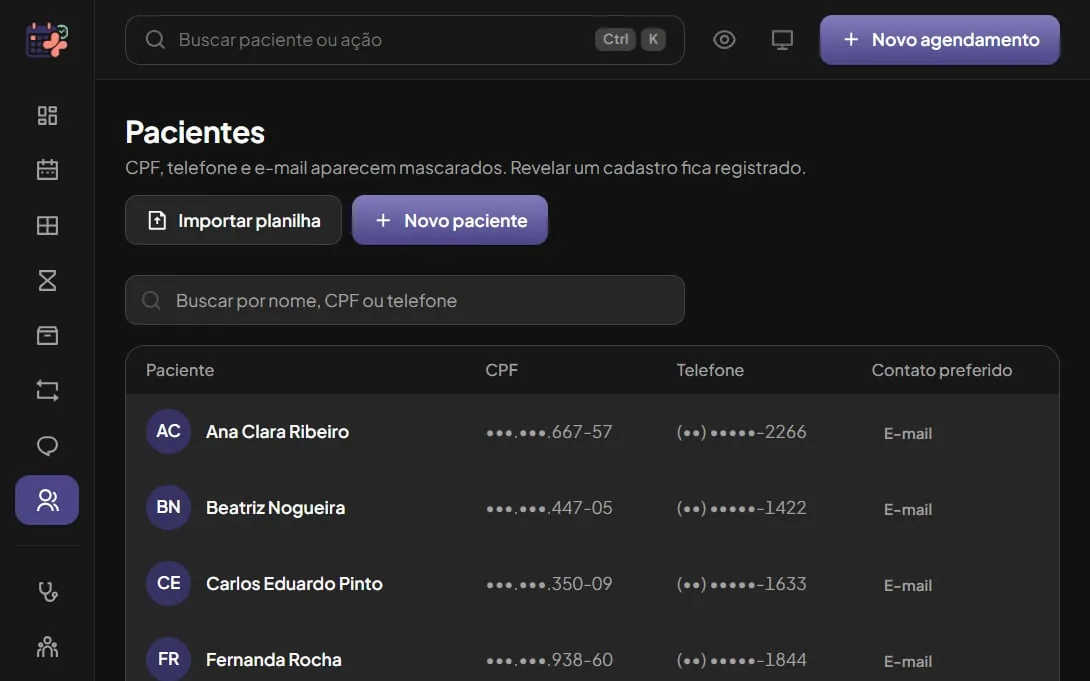 Buscar paciente ou ação Ctrl K + Novo agendamento
Pacientes
CPF, telefone e e-mail aparecem mascarados. Revelar um cadastro fica registrado.
Importar planilha + Novo paciente
Buscar por nome, CPF ou telefone
Paciente CPF Telefone Contato preferido
AC Ana Clara Ribeiro •••.•••.667-57 (••) •••••-2266 E-mail
BN Beatriz Nogueira •••.•••.447-05 (••) •••••-1422 E-mail
CE Carlos Eduardo Pinto •••.•••.350-09 (••) •••••-1633 E-mail
FR Fernanda Rocha •••.•••.938-60 (••) •••••-1844 E-mail